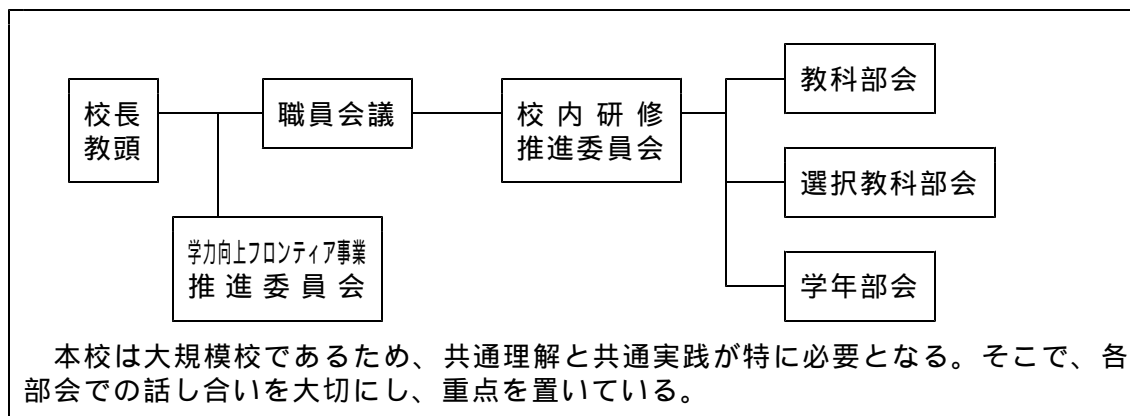 校長
教頭
職員会議
校内研修
推進委員会
教科部会
選択教科部会
学年部会
学力向上フロンティア事業
推進委員会
本校は大規模校であるため、共通理解と共通実践が特に必要となる。そこで、各
部会での話し合いを大切にし、重点を置いている。